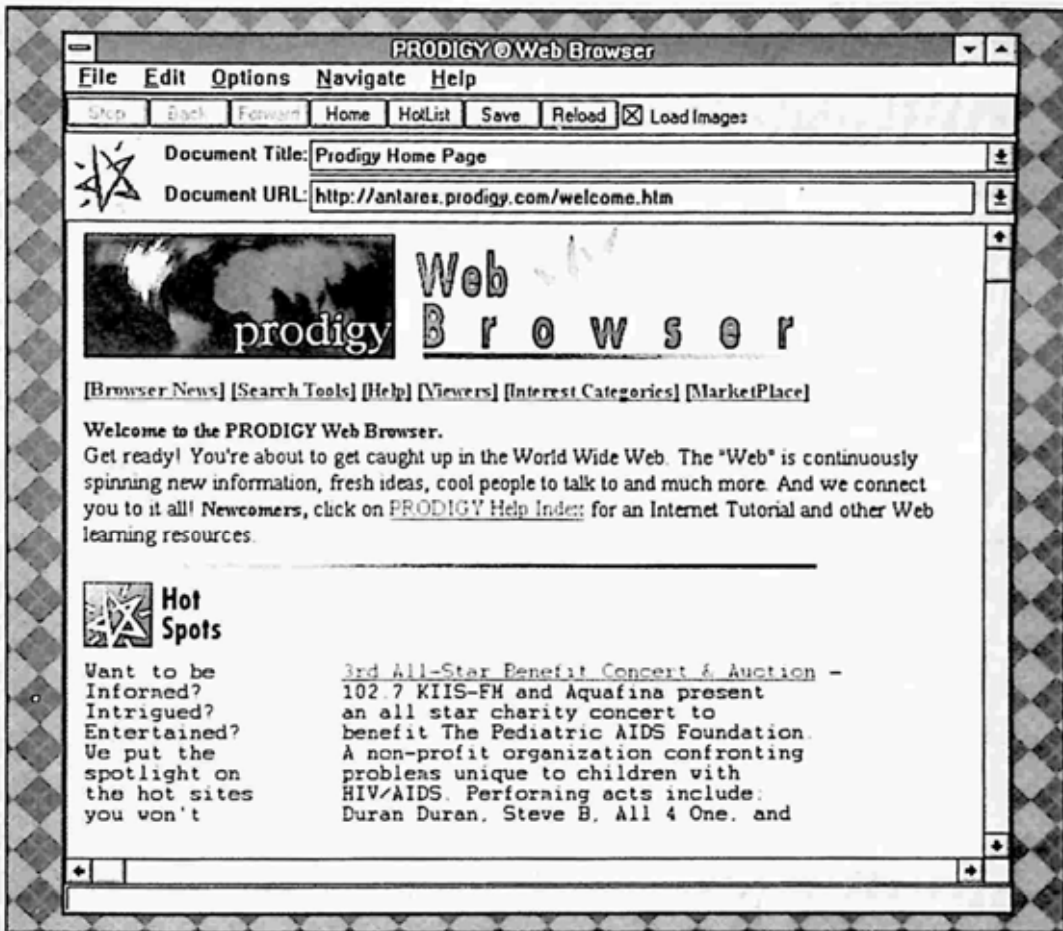 PRODIGY ® Web Browser
File Edit Options Navigate Help
Stop Back Forward Home HotList Save Reload Load Images
Document Title: Prodigy Home Page
Document URL: http://antares.prodigy.com/welcome.htm
prodigy
Web
Browser
[Browser News] [Search Tools] [Help] [Viewers] [Interest Categories] [MarketPlace]
Welcome to the PRODIGY Web Browser.
Get ready! You're about to get caught up in the World Wide Web. The "Web" is continuously
spinning new information, fresh ideas, cool people to talk to and much more. And we connect
you to it all! Newcomers, click on PRODIGY Help Index for an Internet Tutorial and other Web
learning resources.
Hot
Spots
Want to be
Informed?
Intrigued?
Entertained?
We put the
spotlight on
the hot sites
you won't
3rd All-Star Benefit Concert & Auction -
102.7 KIIS-FM and Aquafina present
an all star charity concert to
benefit The Pediatric AIDS Foundation.
A non-profit organization confronting
problems unique to children with
HIV/AIDS. Performing acts include:
Duran Duran, Steve B, All 4 One, and